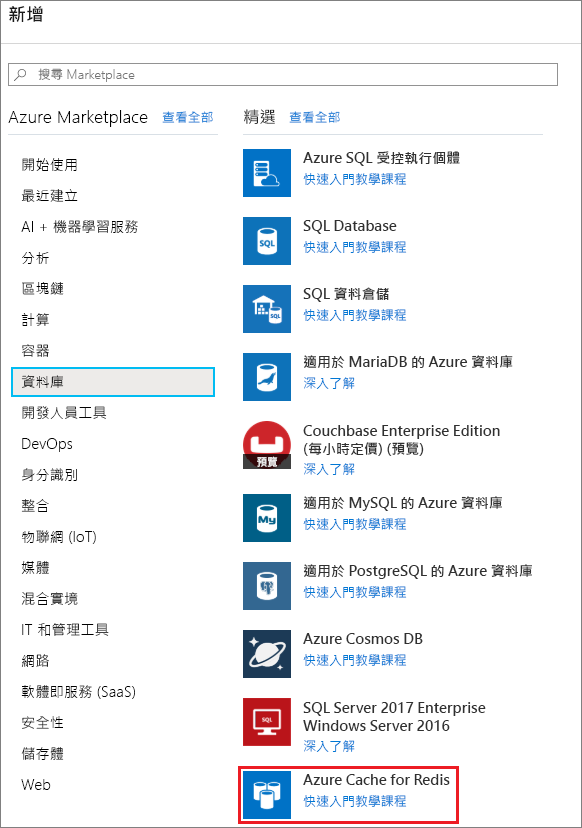 新增
搜尋 Marketplace
Azure Marketplace 查看全部
開始使用
最近建立
AI + 機器學習服務
分析
區塊鏈
計算
容器
資料庫
開發人員工具
DevOps
身分識別
整合
物聯網 (IoT)
媒體
混合實境
IT 和管理工具
網路
軟體即服務 (SaaS)
安全性
儲存體
Web
精選 查看全部
Azure SQL 受控執行個體
快速入門教學課程
SQL
SQL Database
快速入門教學課程
SQL
SQL 資料倉儲
快速入門教學課程
適用於 MariaDB 的 Azure 資料庫
深入了解
預覽
Couchbase Enterprise Edition
(每小時定價) (預覽)
深入了解
My
適用於 MySQL 的 Azure 資料庫
快速入門教學課程
適用於 PostgreSQL 的 Azure 資料庫
快速入門教學課程
Azure Cosmos DB
快速入門教學課程
SQL
SQL Server 2017 Enterprise
Windows Server 2016
深入了解
Azure Cache for Redis
快速入門教學課程